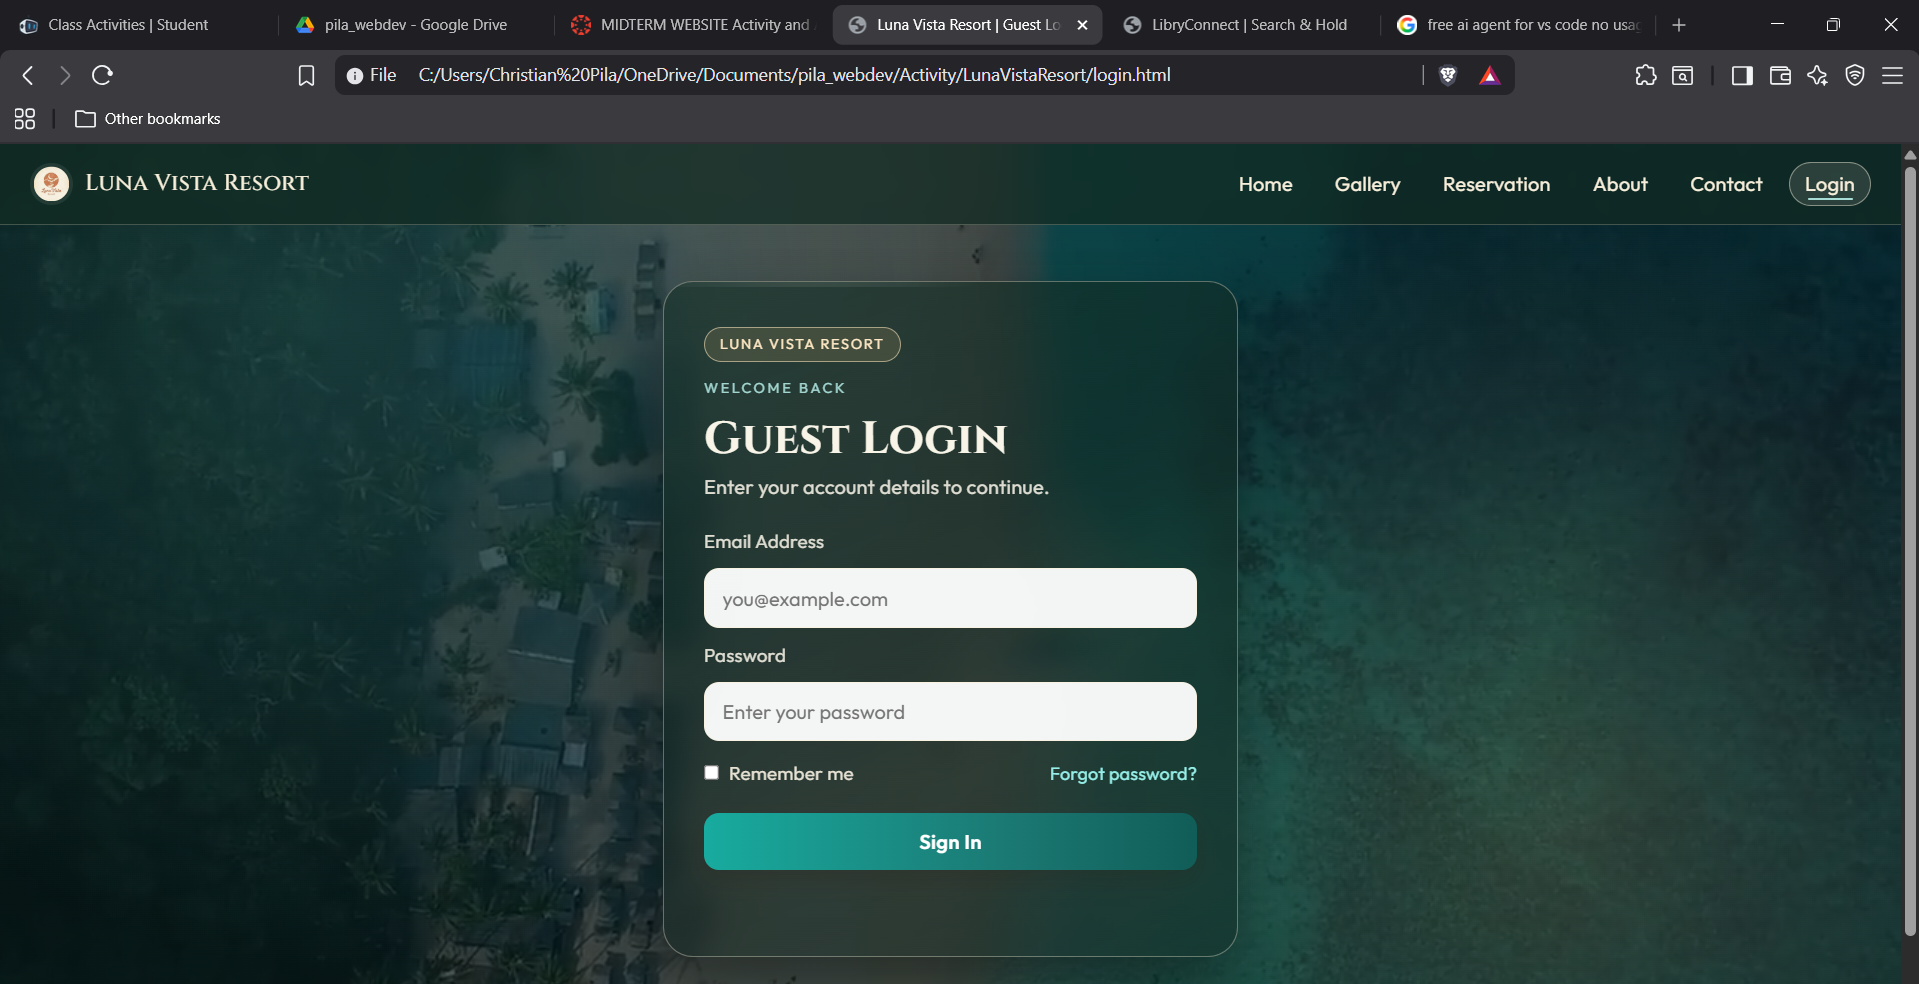 Class Activities | Student
pila_webdev - Google Drive
MIDTERM WEBSITE Activity and
Luna Vista Resort | Guest Lo
LibryConnect | Search & Hold
free ai agent for vs code no usag
File
C:/Users/Christian%20Pila/OneDrive/Documents/pila_webdev/Activity/LunaVistaResort/login.html
Other bookmarks
Luna Vista Resort
Home
Gallery
Reservation
About
Contact
Login
LUNA VISTA RESORT
WELCOME BACK
Guest Login
Enter your account details to continue.
Email Address
you@example.com
Password
Enter your password
Remember me
Forgot password?
Sign In